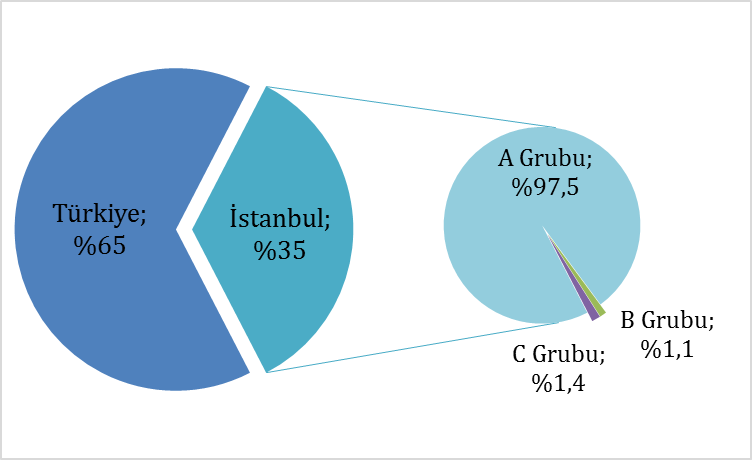 Türkiye;
%65
İstanbul;
%35
A Grubu;
%97,5
B Grubu;
%1,1
C Grubu;
%1,4